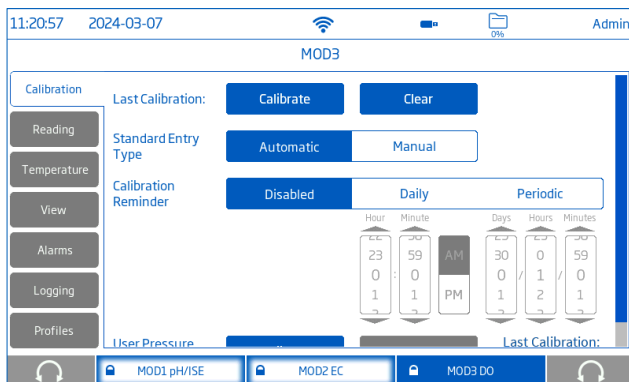 11:20:57 2024-03-07 0% Admin
MOD3
Calibration
Reading
Temperature
View
Alarms
Logging
Profiles
Last Calibration: Calibrate Clear
Standard Entry
Type
Automatic Manual
Calibration
Reminder
Disabled Daily Periodic
Hour Minute Days Hours Minutes
23 59 AM 30 0 59
0 : 0 0 / 1 / 0
1 1 PM 1 2 1
User Pressure
Last Calibration:
MOD1 pH/ISE MOD2 EC MOD3 DO